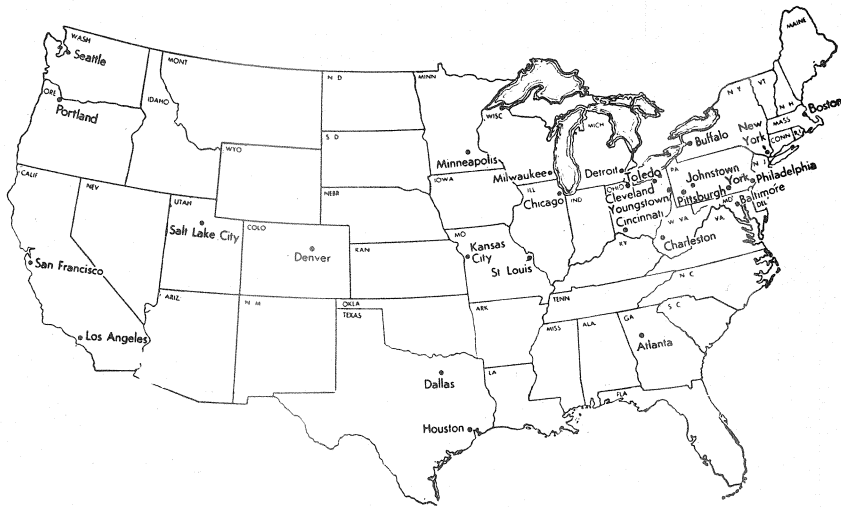 WASH
Seattle
MONT
N D
MINN
MAINE
ORE
Portland
IDAHO
WISC
MICH
N Y
VT
N H
Boston
MASS
CONN
R I
S D
WYO
Minneapolis
Milwaukee
Detroit
Buffalo
New
York
CALIF
NEV
UTAH
NEBR
IOWA
ILL
Chicago
IND
OHIO
Toledo
Cleveland
Youngstown
Cincinnati
PA
Johnstown
York
Pittsburgh
N J
Philadelphia
MD
Baltimore
DEL
Salt Lake City
COLO
Denver
KAN
MO
Kansas
City
St Louis
KY
W VA
VA
Charleston
San Francisco
Los Angeles
ARIZ
N M
OKLA
TEXAS
ARK
TENN
N C
S C
MISS
ALA
GA
Atlanta
LA
FLA
Dallas
Houston